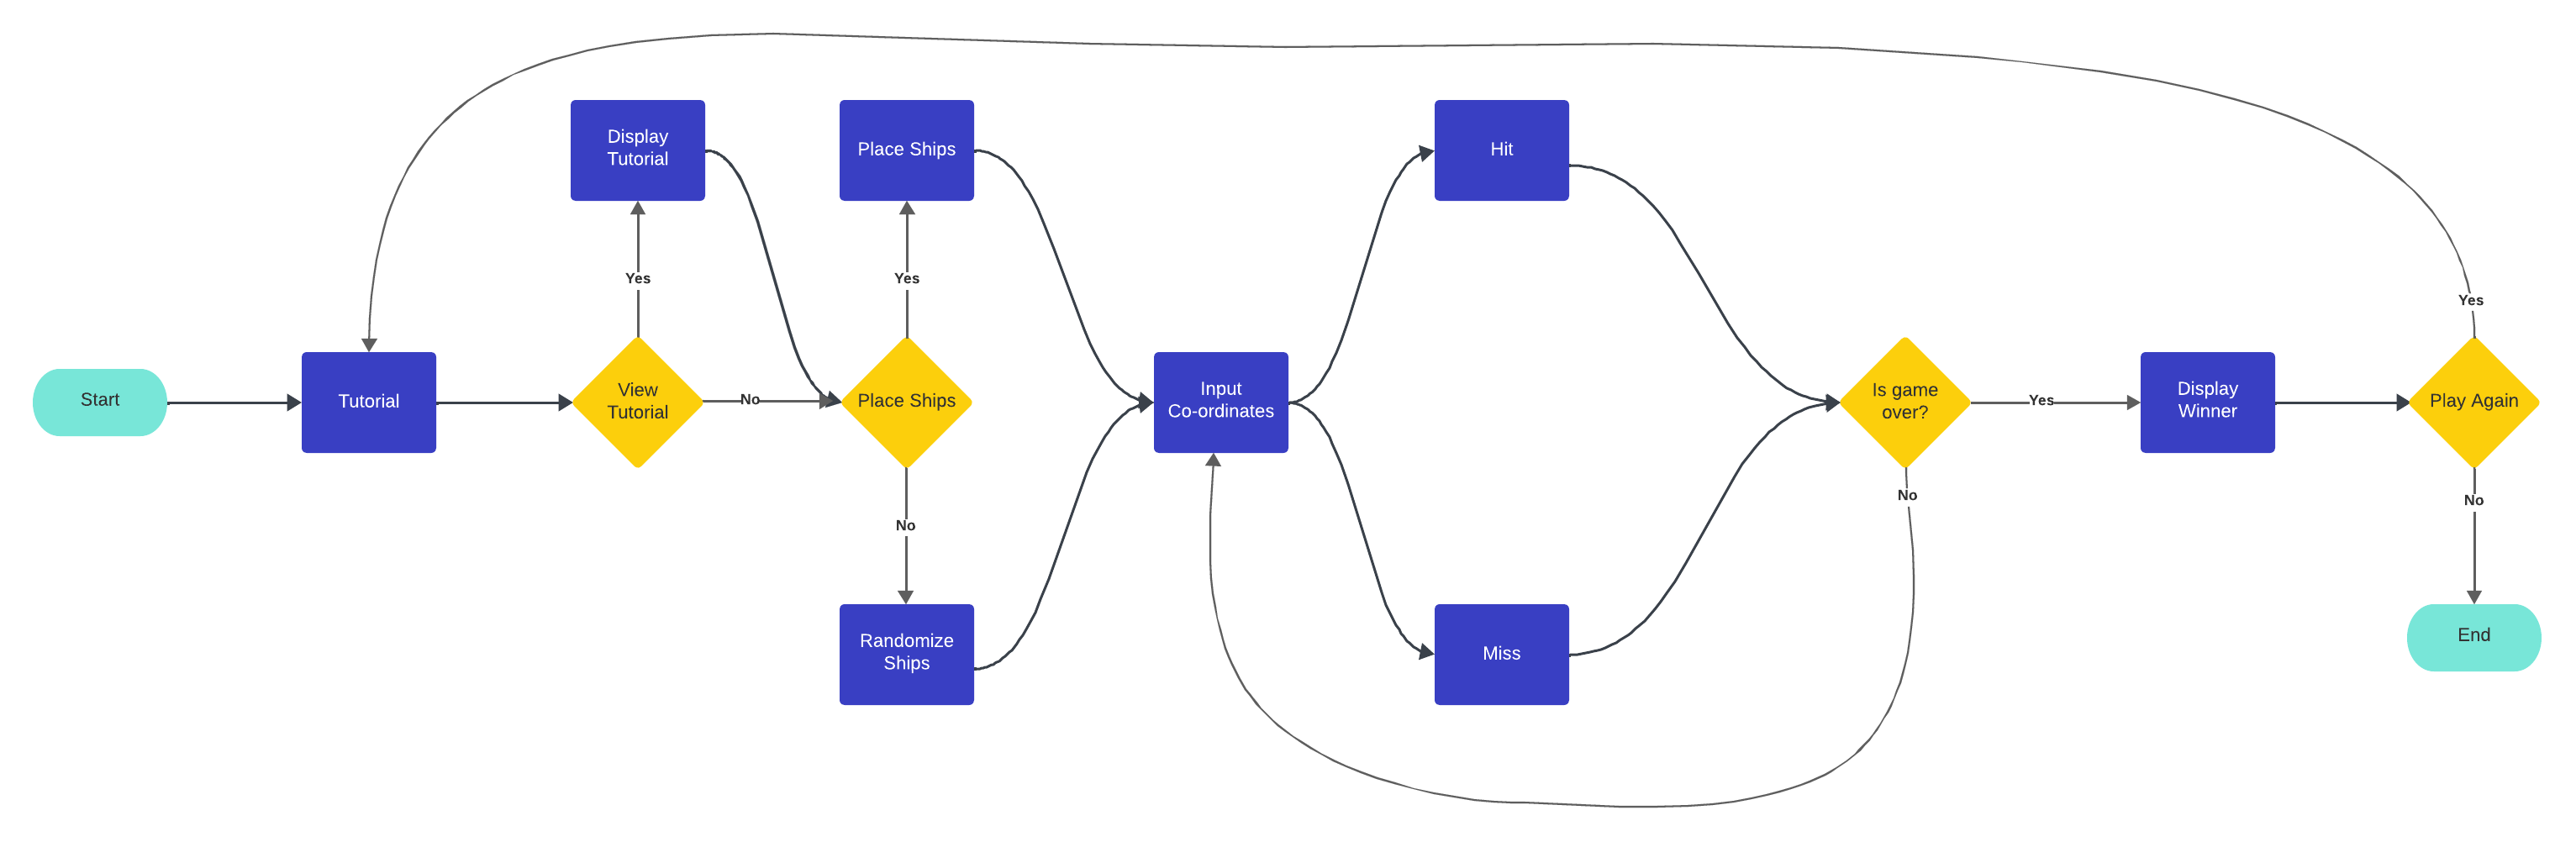 Start
Tutorial
View
Tutorial
Yes
Display
Tutorial
No
Place Ships
Yes
Place Ships
No
Randomize
Ships
Input
Co-ordinates
Hit
Miss
Is game
over?
No
Yes
Display
Winner
Play Again
Yes
No
End